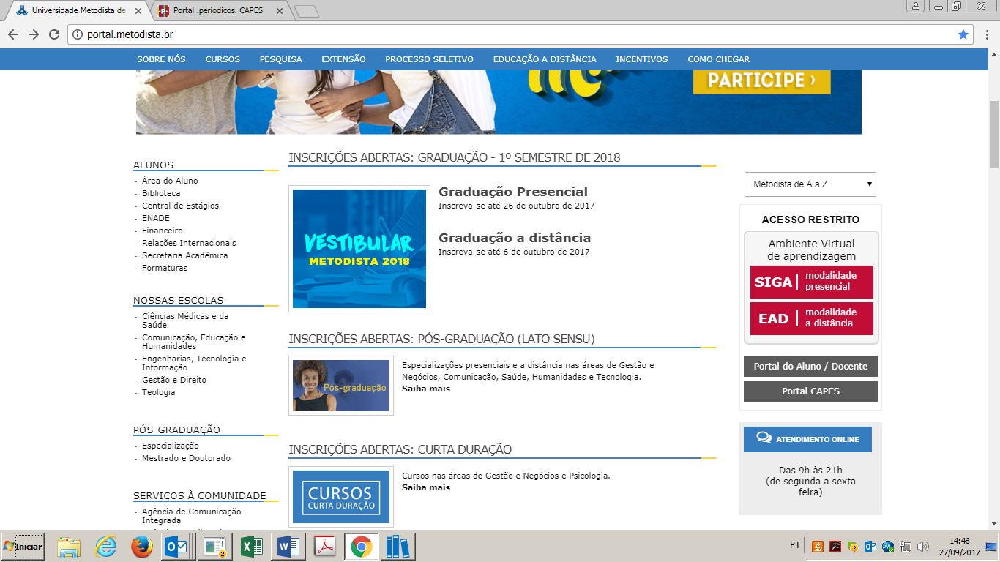 Universidade Metodista de
Portal .periodicos. CAPES
portal.metodista.br
SOBRE NÓS CURSOS PESQUISA EXTENSÃO PROCESSO SELETIVO EDUCAÇÃO A DISTÂNCIA INCENTIVOS COMO CHEGAR
PARTICIPE ›
ALUNOS
- Área do Aluno
- Biblioteca
- Central de Estágios
- ENADE
- Financeiro
- Relações Internacionais
- Secretaria Acadêmica
- Formaturas
NOSSAS ESCOLAS
- Ciências Médicas e da
Saúde
- Comunicação, Educação e
Humanidades
- Engenharias, Tecnologia e
Informação
- Gestão e Direito
- Teologia
PÓS-GRADUAÇÃO
- Especialização
- Mestrado e Doutorado
SERVIÇOS À COMUNIDADE
- Agência de Comunicação
Integrada
INSCRIÇÕES ABERTAS: GRADUAÇÃO - 1º SEMESTRE DE 2018
VESTIBULAR
METODISTA 2018
Graduação Presencial
Inscreva-se até 26 de outubro de 2017
Graduação a distância
Inscreva-se até 6 de outubro de 2017
INSCRIÇÕES ABERTAS: PÓS-GRADUAÇÃO (LATO SENSU)
Pós-graduação
Especializações presenciais e a distância nas áreas de Gestão e
Negócios, Comunicação, Saúde, Humanidades e Tecnologia.
Saiba mais
INSCRIÇÕES ABERTAS: CURTA DURAÇÃO
CURSOS
CURTA DURAÇÃO
Cursos nas áreas de Gestão e Negócios e Psicologia.
Saiba mais
Metodista de A a Z
ACESSO RESTRITO
Ambiente Virtual
de aprendizagem
SIGA | modalidade
presencial
EAD | modalidade
a distância
Portal do Aluno / Docente
Portal CAPES
ATENDIMENTO ONLINE
Das 9h às 21h
(de segunda a sexta
feira)
Iniciar
2
PT
2
14:46
27/09/2017